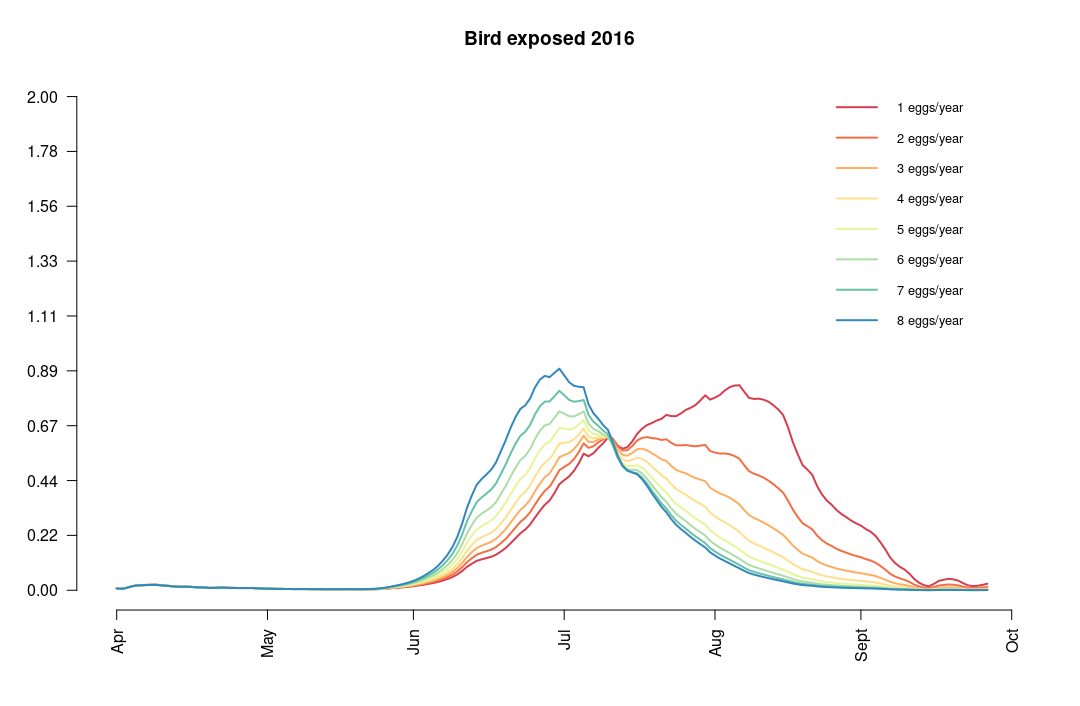 Bird exposed 2016
2.00
1.78
1.56
1.33
1.11
0.89
0.67
0.44
0.22
0.00
1 eggs/year
2 eggs/year
3 eggs/year
4 eggs/year
5 eggs/year
6 eggs/year
7 eggs/year
8 eggs/year
Apr
May
Jun
Jul
Aug
Sept
Oct